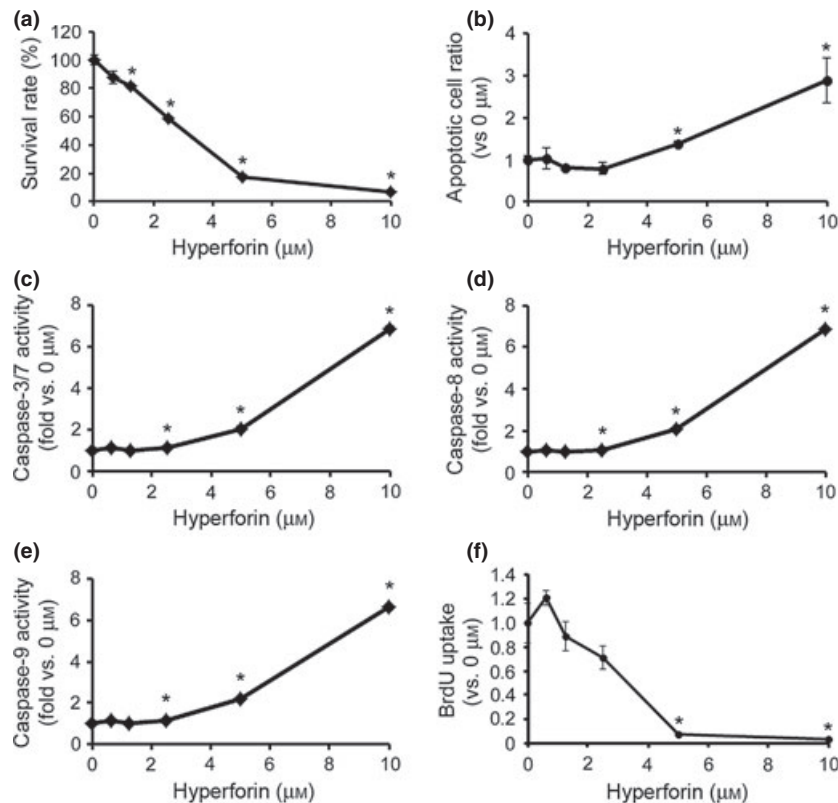 (a)
Survival rate (%)
120
100
80
60
40
20
0
*
*
*
*
0 2 4 6 8 10
Hyperforin (μM)
(b)
Apoptotic cell ratio
(vs 0 μM)
4
3
2
1
0
*
*
0 2 4 6 8 10
Hyperforin (μM)
(c)
Caspase-3/7 activity
(fold vs. 0 μM)
8
6
4
2
0
*
*
*
0 2 4 6 8 10
Hyperforin (μM)
(d)
Caspase-8 activity
(fold vs. 0 μM)
8
6
4
2
0
*
*
*
0 2 4 6 8 10
Hyperforin (μM)
(e)
Caspase-9 activity
(fold vs. 0 μM)
8
6
4
2
0
*
*
*
0 2 4 6 8 10
Hyperforin (μM)
(f)
BrdU uptake
(vs. 0 μM)
1.4
1.2
1.0
0.8
0.6
0.4
0.2
0
*
*
0 2 4 6 8 10
Hyperforin (μM)